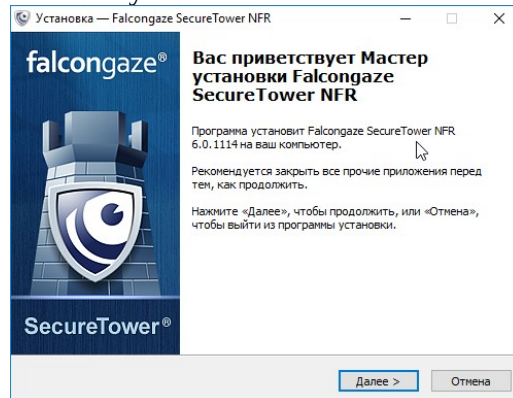 Установка — Falcongaze SecureTower NFR
falcongaze®
SecureTower®
Вас приветствует Мастер
установки Falcongaze
SecureTower NFR
Программа установит Falcongaze SecureTower NFR
6.0.1114 на ваш компьютер.
Рекомендуется закрыть все прочие приложения перед
тем, как продолжить.
Нажмите «Далее», чтобы продолжить, или «Отмена»,
чтобы выйти из программы установки.
Далее >
Отмена